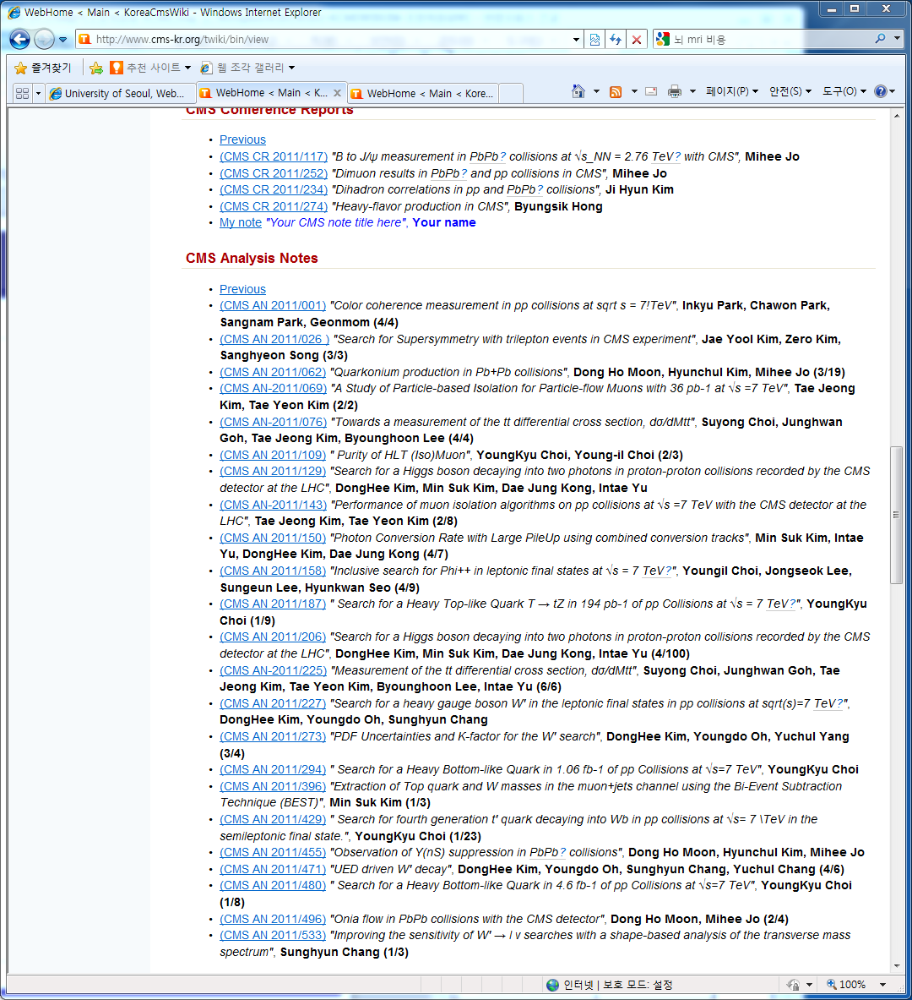 WebHome < Main < KoreaCmsWiki - Windows Internet Explorer
http://www.cms-kr.org/twiki/bin/view
뇌 mri 비용
즐겨찾기
추천 사이트
웹 조각 갤러리
University of Seoul, Web...
WebHome < Main < K...
WebHome < Main < Kore...
페이지(P)
안전(S)
도구(O)
CMS Conference Reports
• Previous
• (CMS CR 2011/117) "B to J/ψ measurement in PbPb? collisions at √s_NN = 2.76 TeV? with CMS", Mihee Jo
• (CMS CR 2011/252) "Dimuon results in PbPb? and pp collisions in CMS", Mihee Jo
• (CMS CR 2011/234) "Dihadron correlations in pp and PbPb? collisions", Ji Hyun Kim
• (CMS CR 2011/274) "Heavy-flavor production in CMS", Byungsik Hong
• My note "Your CMS note title here", Your name
CMS Analysis Notes
• Previous
• (CMS AN 2011/001) "Color coherence measurement in pp collisions at sqrt s = 7!TeV", Inkyu Park, Chawon Park,
Sangnam Park, Geonmom (4/4)
• (CMS AN 2011/026 ) "Search for Supersymmetry with trilepton events in CMS experiment", Jae Yool Kim, Zero Kim,
Sanghyeon Song (3/3)
• (CMS AN 2011/062) "Quarkonium production in Pb+Pb collisions", Dong Ho Moon, Hyunchul Kim, Mihee Jo (3/19)
• (CMS AN-2011/069) "A Study of Particle-based Isolation for Particle-flow Muons with 36 pb-1 at √s =7 TeV", Tae Jeong
Kim, Tae Yeon Kim (2/2)
• (CMS AN-2011/076) "Towards a measurement of the tt differential cross section, dσ/dMtt", Suyong Choi, Junghwan
Goh, Tae Jeong Kim, Byounghoon Lee (4/4)
• (CMS AN 2011/109) " Purity of HLT (Iso)Muon", YoungKyu Choi, Young-il Choi (2/3)
• (CMS AN 2011/129) "Search for a Higgs boson decaying into two photons in proton-proton collisions recorded by the CMS
detector at the LHC", DongHee Kim, Min Suk Kim, Dae Jung Kong, Intae Yu
• (CMS AN-2011/143) "Performance of muon isolation algorithms on pp collisions at √s =7 TeV with the CMS detector at the
LHC", Tae Jeong Kim, Tae Yeon Kim (2/8)
• (CMS AN 2011/150) "Photon Conversion Rate with Large PileUp using combined conversion tracks", Min Suk Kim, Intae
Yu, DongHee Kim, Dae Jung Kong (4/7)
• (CMS AN 2011/158) "Inclusive search for Phi++ in leptonic final states at √s = 7 TeV?", Youngil Choi, Jongseok Lee,
Sungeun Lee, Hyunkwan Seo (4/9)
• (CMS AN 2011/187) " Search for a Heavy Top-like Quark T → tZ in 194 pb-1 of pp Collisions at √s = 7 TeV?", YoungKyu
Choi (1/9)
• (CMS AN 2011/206) "Search for a Higgs boson decaying into two photons in proton-proton collisions recorded by the CMS
detector at the LHC", DongHee Kim, Min Suk Kim, Dae Jung Kong, Intae Yu (4/100)
• (CMS AN-2011/225) "Measurement of the tt differential cross section, dσ/dMtt", Suyong Choi, Junghwan Goh, Tae
Jeong Kim, Tae Yeon Kim, Byounghoon Lee, Intae Yu (6/6)
• (CMS AN 2011/227) "Search for a heavy gauge boson W' in the leptonic final states in pp collisions at sqrt(s)=7 TeV?",
DongHee Kim, Youngdo Oh, Sunghyun Chang
• (CMS AN 2011/273) "PDF Uncertainties and K-factor for the W' search", DongHee Kim, Youngdo Oh, Yuchul Yang
(3/4)
• (CMS AN 2011/294) " Search for a Heavy Bottom-like Quark in 1.06 fb-1 of pp Collisions at √s=7 TeV", YoungKyu Choi
• (CMS AN 2011/396) "Extraction of Top quark and W masses in the muon+jets channel using the Bi-Event Subtraction
Technique (BEST)", Min Suk Kim (1/3)
• (CMS AN 2011/429) " Search for fourth generation t' quark decaying into Wb in pp collisions at √s= 7 \TeV in the
semileptonic final state.", YoungKyu Choi (1/23)
• (CMS AN 2011/455) "Observation of Y(nS) suppression in PbPb? collisions", Dong Ho Moon, Hyunchul Kim, Mihee Jo
• (CMS AN 2011/471) "UED driven W' decay", DongHee Kim, Youngdo Oh, Sunghyun Chang, Yuchul Chang (4/6)
• (CMS AN 2011/480) " Search for a Heavy Bottom-like Quark in 4.6 fb-1 of pp Collisions at √s=7 TeV", YoungKyu Choi
(1/8)
• (CMS AN 2011/496) "Onia flow in PbPb collisions with the CMS detector", Dong Ho Moon, Mihee Jo (2/4)
• (CMS AN 2011/533) "Improving the sensitivity of W' → l ν searches with a shape-based analysis of the transverse mass
spectrum", Sunghyun Chang (1/3)
인터넷 | 보호 모드: 설정
100%